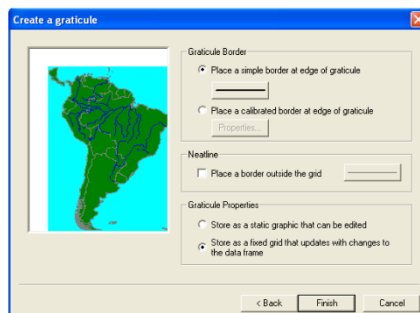 Create a graticule
Graticule Border
Place a simple border at edge of graticule
Place a calibrated border at edge of graticule
Properties...
Neatline
Place a border outside the grid
Graticule Properties
Store as a static graphic that can be edited
Store as a fixed grid that updates with changes to
the data frame
< Back
Finish
Cancel